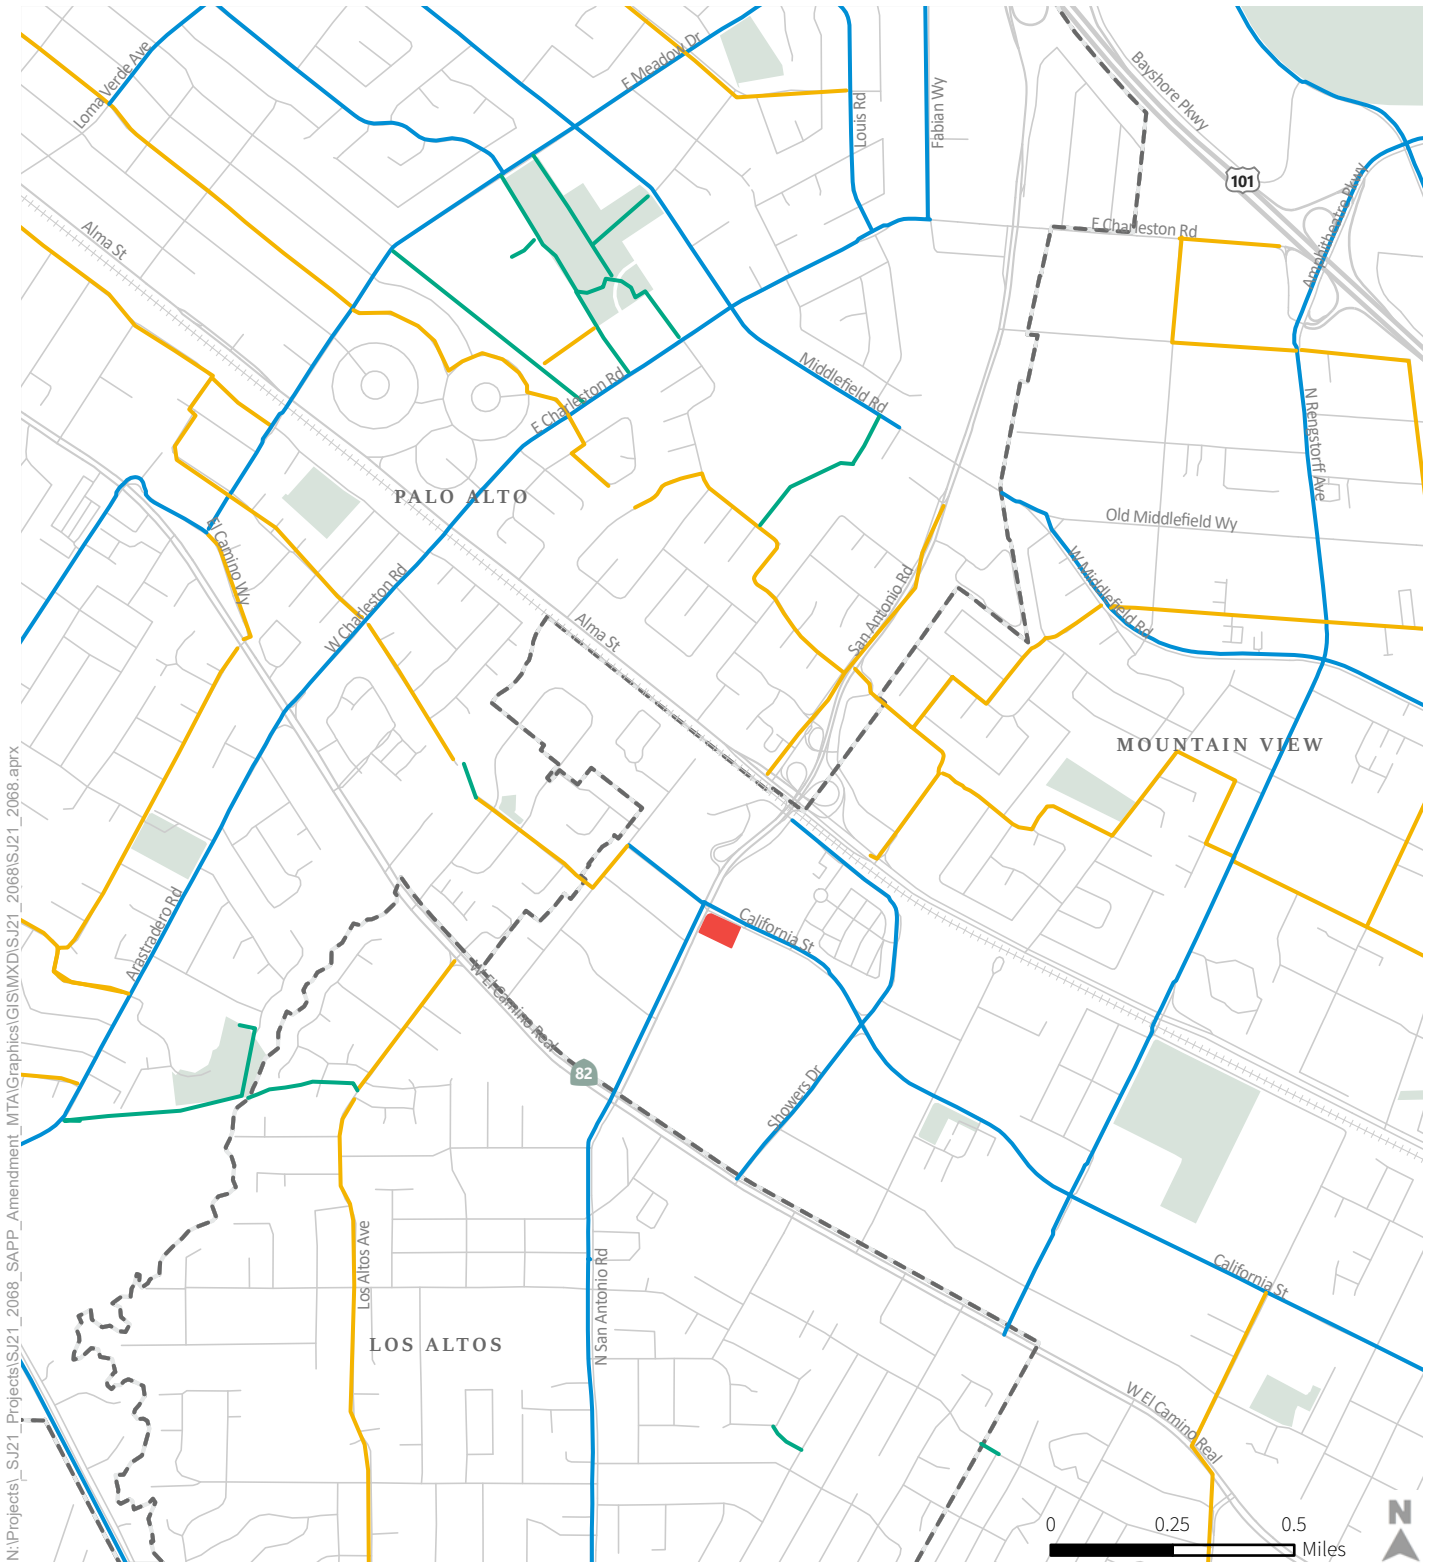 Loma Verde Ave
E Meadow Dr
Louis Rd
Fabian Wy
Bayshore Pkwy
101
Alma St
E Charleston Rd
Amphitheatre Pkwy
Middlefield Rd
E Charleston Rd
N Rengstorff Ave
PALO ALTO
Old Middlefield Wy
El Camino Wy
W Charleston Rd
W Middlefield Rd
San Antonio Rd
Alma St
MOUNTAIN VIEW
Arastradero Rd
California St
W El Camino Real
82
Showers Dr
Los Altos Ave
N San Antonio Rd
California St
LOS ALTOS
W El Camino Real
N:\Projects\_SJ21_Projects\SJ21_2068_SAPP_Amendment_MTA\Graphics\GIS\MXD\SJ21_2068\SJ21_2068.aprx
N
0 0.25 0.5
Miles